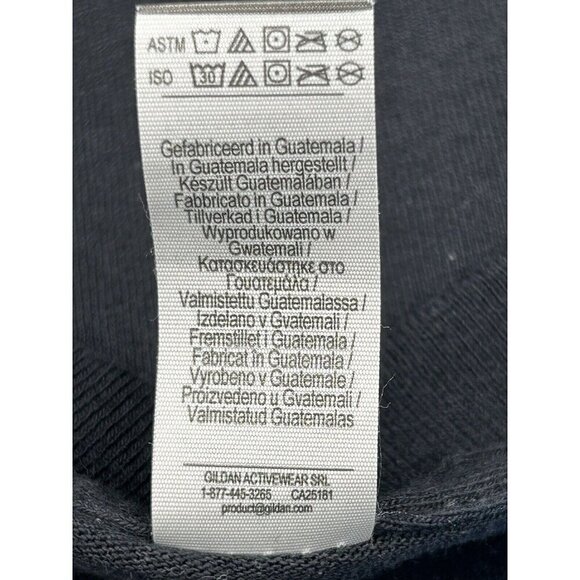 ASTM
ISO 30
Gefabriceerd in Guatemala /
In Guatemala hergestellt /
Készült Guatemalában /
Fabbricato in Guatemala /
Tillverkad i Guatemala /
Wyprodukowano w
Gwatemali /
Κατασκευάστηκε στο
Γουατεμάλα /
Valmistettu Guatemalassa /
Izdelano v Gvatemali /
Fremstillet i Guatemala /
Fabricat în Guatemala /
Vyrobeno v Guatemale /
Proizvedeno u Gvatemali /
Valmistatud Guatemalas
GILDAN ACTIVEWEAR SRL
1-877-445-3265 CA25181
product@gildan.com